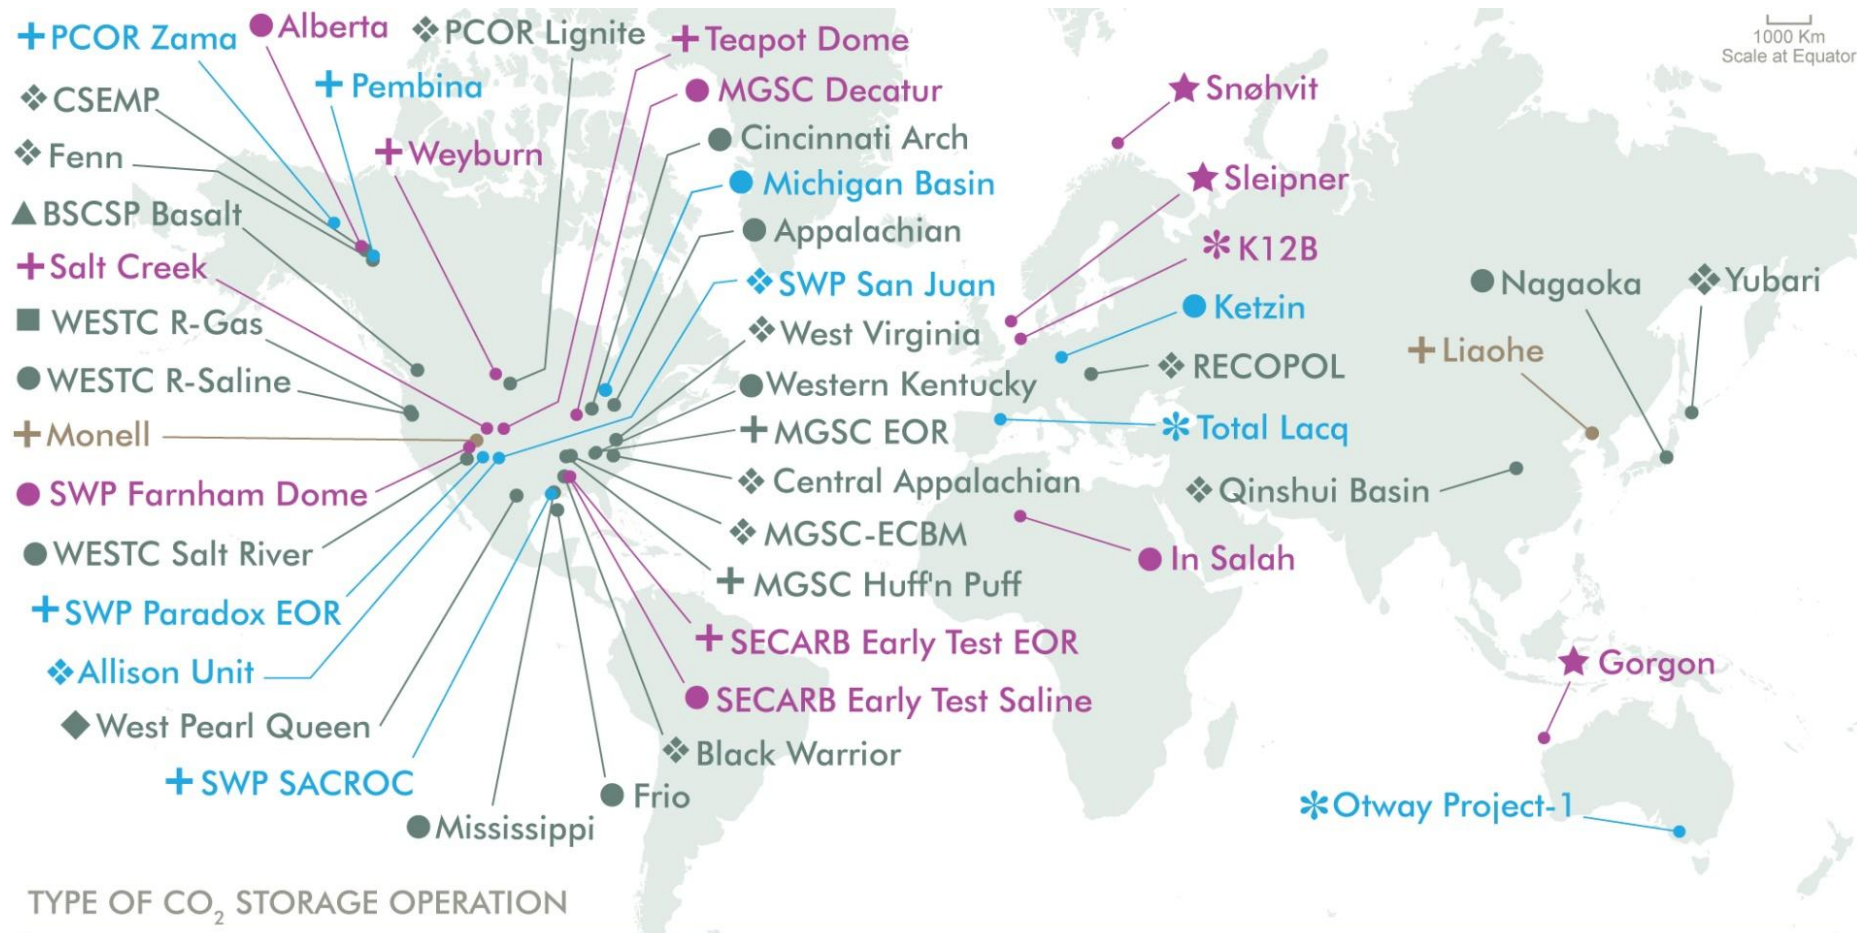 PCOR Zama
Alberta
PCOR Lignite
Teapot Dome
1000 Km
Scale at Equator
CSEMP
Pembina
MGSC Decatur
Snøhvit
Fenn
Weyburn
Cincinnati Arch
Michigan Basin
Sleipner
BSCSP Basalt
Appalachian
K12B
Salt Creek
SWP San Juan
Nagaoka
Yubari
WESTC R-Gas
West Virginia
Ketzin
Liaohe
WESTC R-Saline
Western Kentucky
RECOPOL
Monell
MGSC EOR
Total Lacq
SWP Farnham Dome
Central Appalachian
Qinshui Basin
WESTC Salt River
MGSC-ECBM
In Salah
SWP Paradox EOR
MGSC Huff'n Puff
Allison Unit
SECARB Early Test EOR
Gorgon
West Pearl Queen
SECARB Early Test Saline
SWP SACROC
Black Warrior
Frio
Otway Project-1
Mississippi
TYPE OF CO₂ STORAGE OPERATION